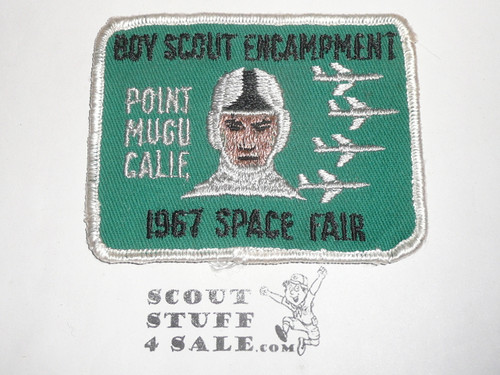 BOY SCOUT ENCAMPMENT
POINT
MUGU
CALIF.
1967 SPACE FAIR
SCOUT
STUFF
4 SALE.com